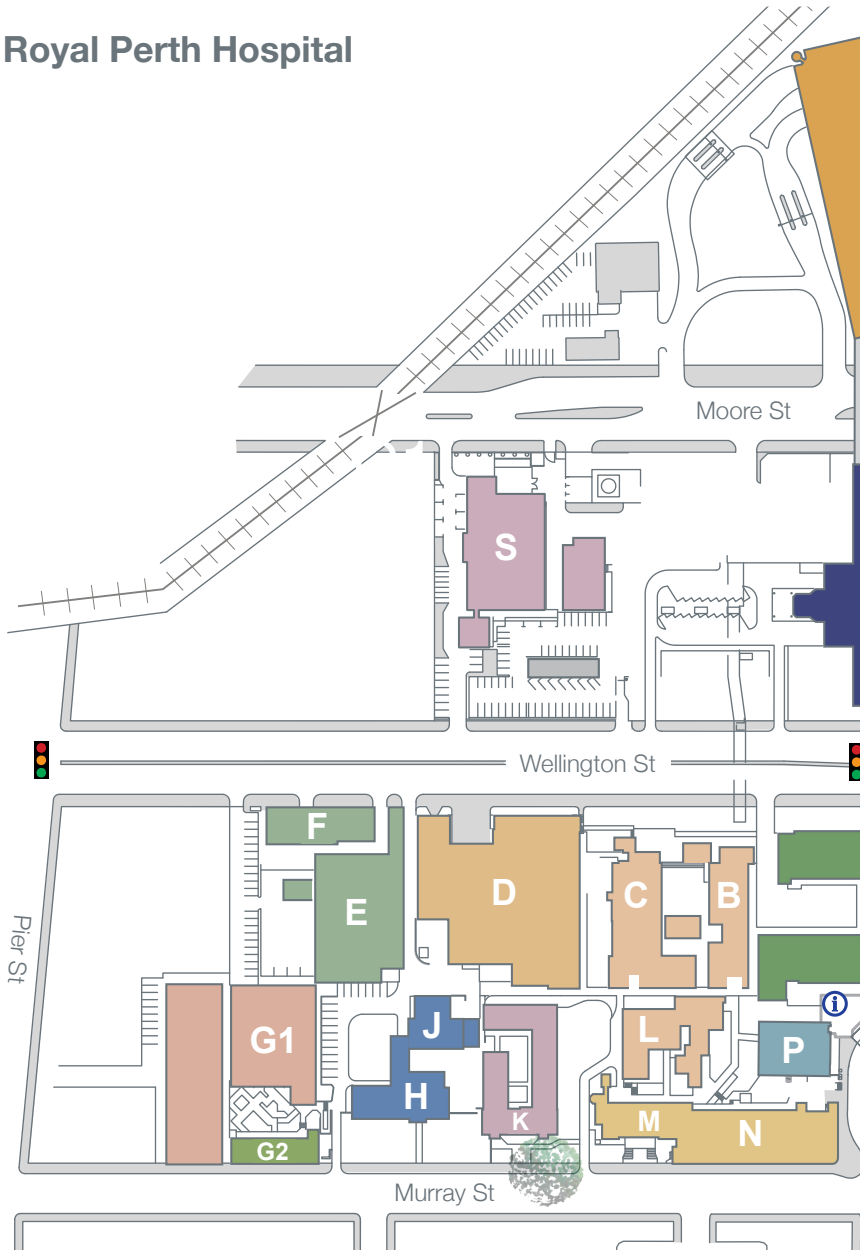 Royal Perth Hospital
Moore St
S
Wellington St
F
E
D
C
B
Pier St
i
G1
J
L
P
H
K
M
N
G2
Murray St